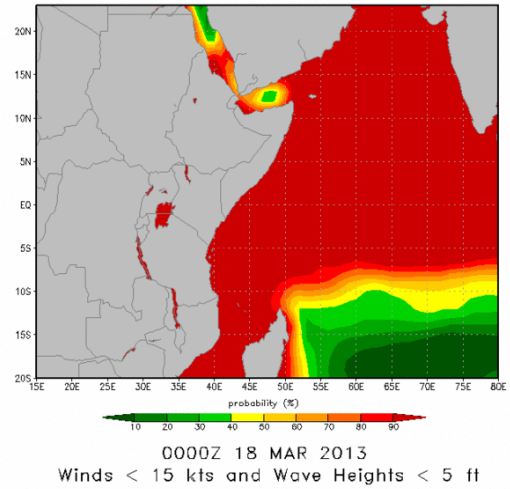 20N
15N
10N
5N
EQ
5S
10S
15S
20S
15E 20E 25E 30E 35E 40E 45E 50E 55E 60E 65E 70E 75E 80E
probability (%)
10 20 30 40 50 60 70 80 90
0000Z 18 MAR 2013
Winds < 15 kts and Wave Heights < 5 ft